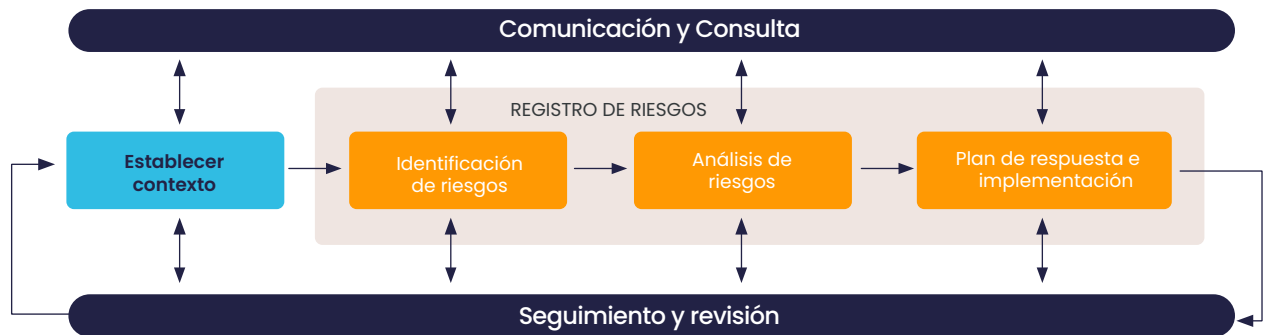 Comunicación y Consulta
REGISTRO DE RIESGOS
Establecer
contexto
Identificación
de riesgos
Análisis de
riesgos
Plan de respuesta e
implementación
Seguimiento y revisión